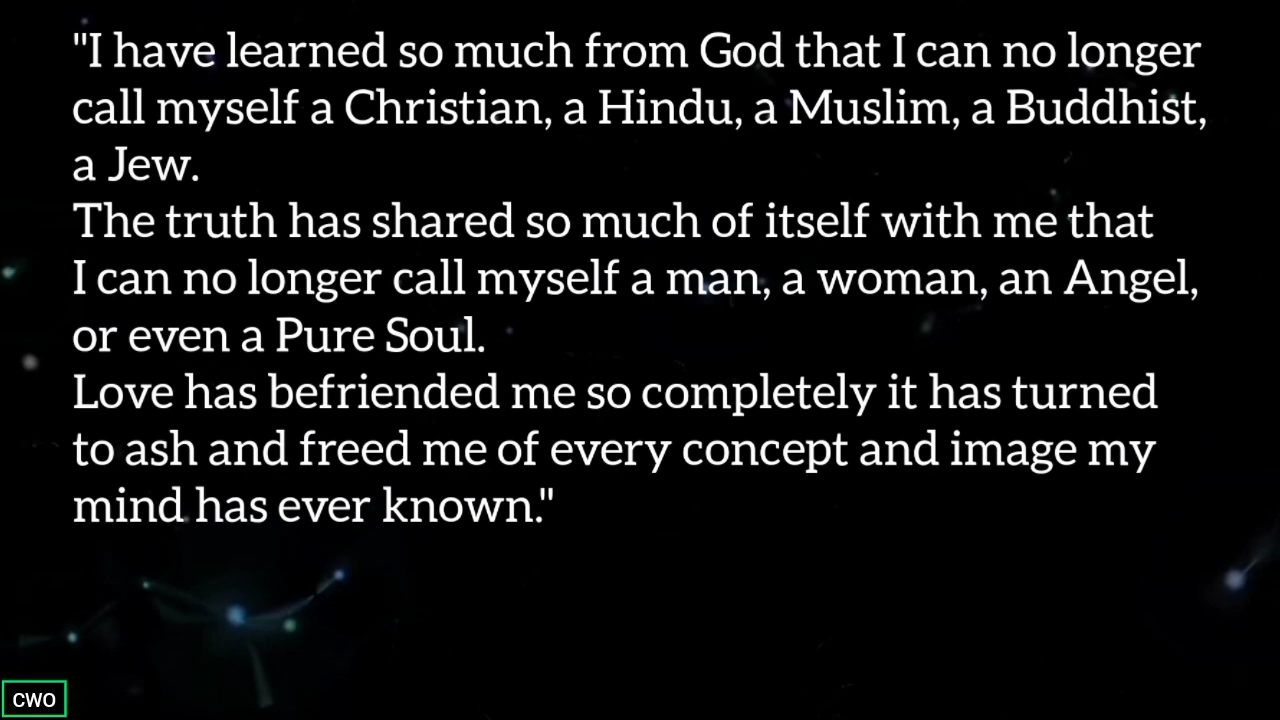 "I have learned so much from God that I can no longer
call myself a Christian, a Hindu, a Muslim, a Buddhist,
a Jew.
The truth has shared so much of itself with me that
I can no longer call myself a man, a woman, an Angel,
or even a Pure Soul.
Love has befriended me so completely it has turned
to ash and freed me of every concept and image my
mind has ever known."
CWO